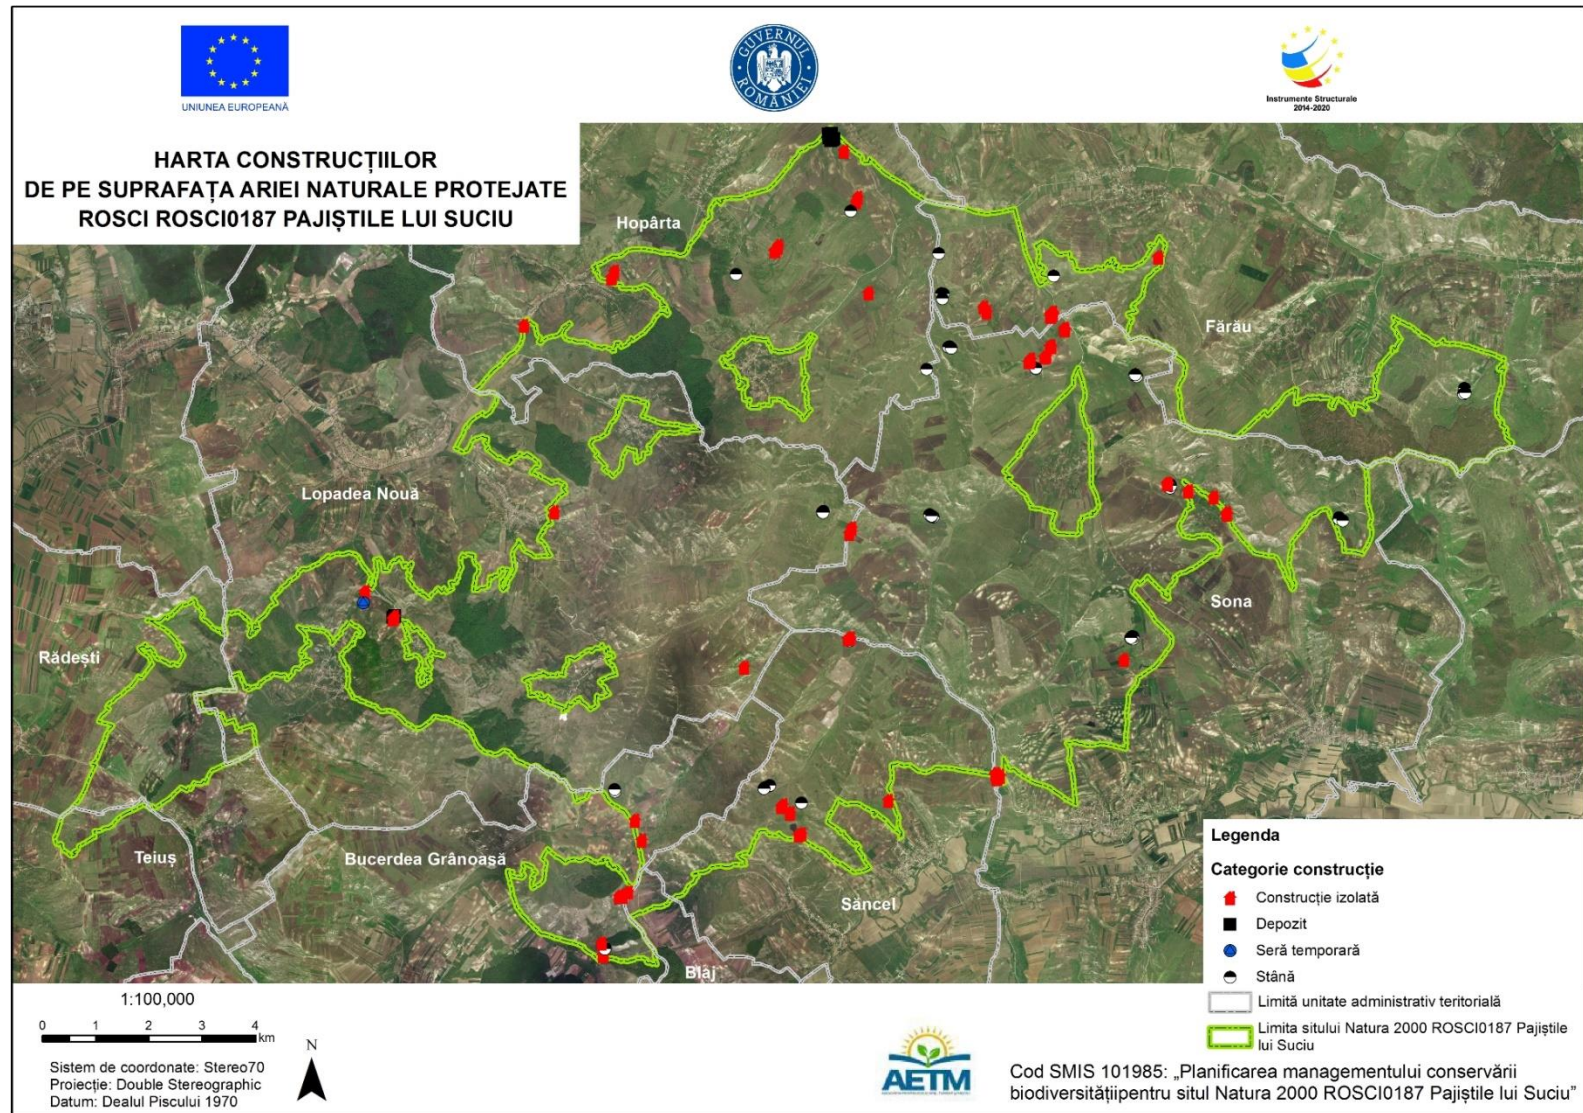 UNIUNEA EUROPEANĂ
GUVERNUL ROMÂNIEI
Instrumente Structurale
2014-2020
HARTA CONSTRUCȚIILOR
DE PE SUPRAFAȚA ARIEI NATURALE PROTEJATE
ROSCI ROSCI0187 PAJIȘTILE LUI SUCIU
Hopârta
Fărău
Lopadea Nouă
Sona
Rădești
Teiuș
Bucerdea Grânoașă
Săncel
Blaj
Legenda
Categorie construcție
Construcție izolată
Depozit
Seră temporară
Stână
Limită unitate administrativ teritorială
Limita sitului Natura 2000 ROSCI0187 Pajiștile
lui Suciu
1:100,000
0 1 2 3 4
km
N
Sistem de coordonate: Stereo70
Proiecție: Double Stereographic
Datum: Dealul Piscului 1970
AETM
Cod SMIS 101985: „Planificarea managementului conservării
biodiversitățiipentru situl Natura 2000 ROSCI0187 Pajiștile lui Suciu”